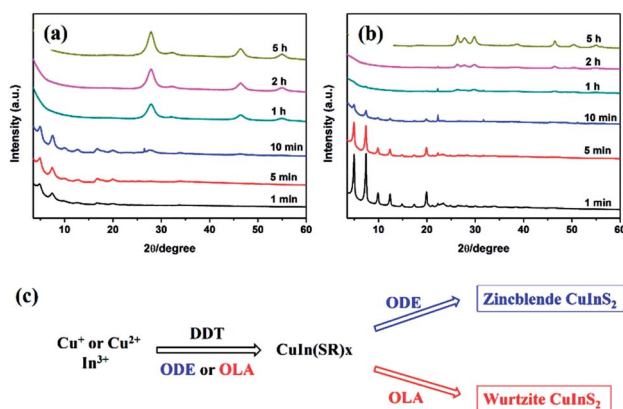 (a)
5 h
2 h
1 h
10 min
5 min
1 min
Intensity (a.u.)
10 20 30 40 50 60
2θ/degree
(b)
5 h
2 h
1 h
10 min
5 min
1 min
Intensity (a.u.)
10 20 30 40 50 60
2θ/degree
(c)
Cu⁺ or Cu²⁺
In³⁺
DDT
ODE or OLA
CuIn(SR)x
ODE
Zincblende CuInS₂
OLA
Wurtzite CuInS₂